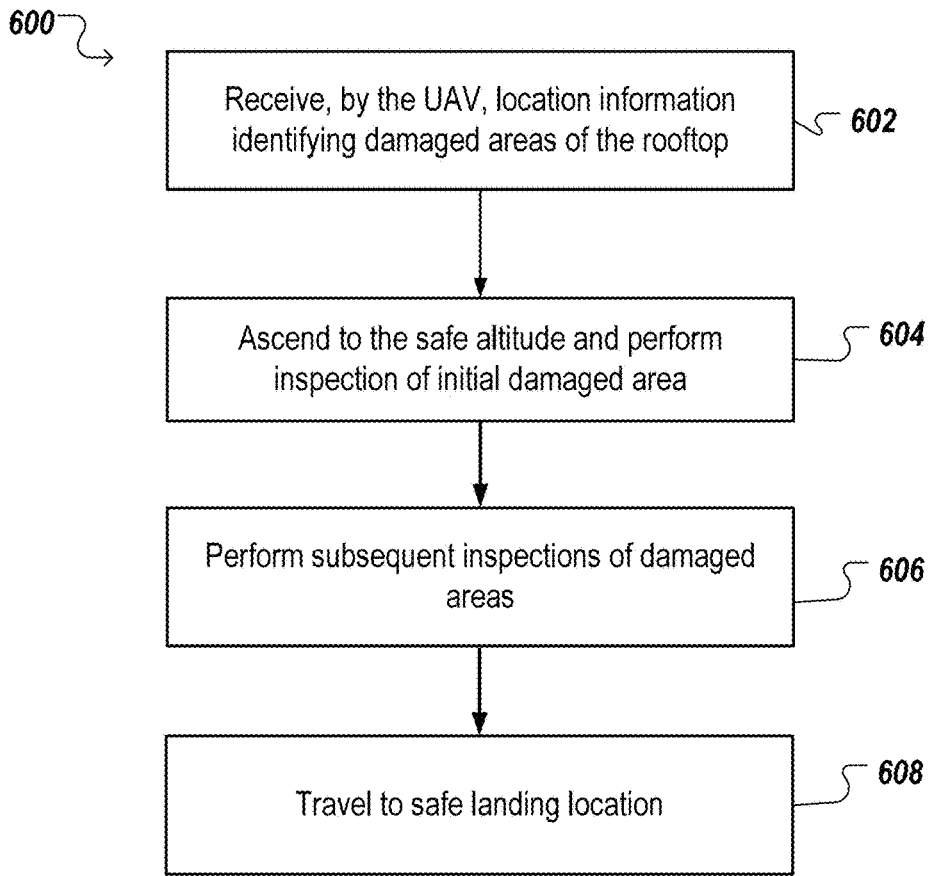 600
Receive, by the UAV, location information
identifying damaged areas of the rooftop
602
Ascend to the safe altitude and perform
inspection of initial damaged area
604
Perform subsequent inspections of damaged
areas
606
Travel to safe landing location
608